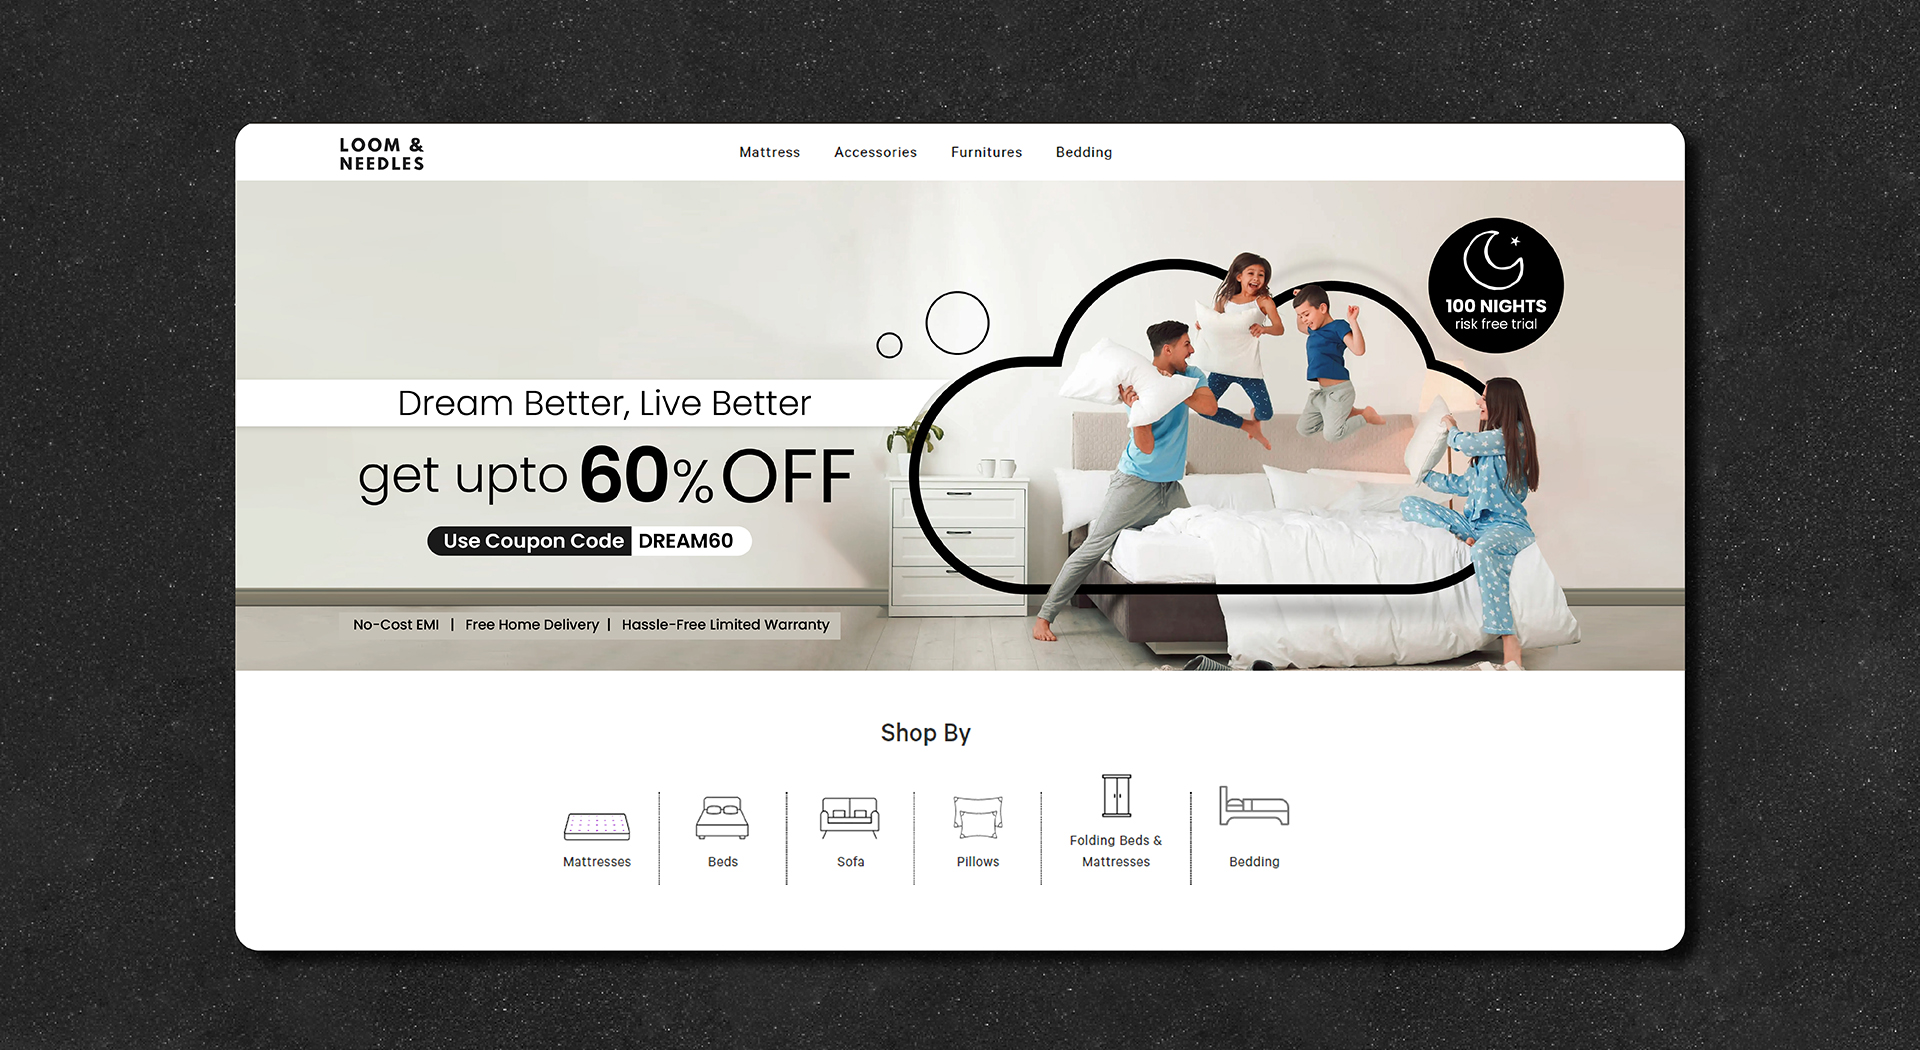 LOOM &
NEEDLES
Mattress Accessories Furnitures Bedding
100 NIGHTS
risk free trial
Dream Better, Live Better
get upto 60% OFF
Use Coupon Code DREAM60
No-Cost EMI | Free Home Delivery | Hassle-Free Limited Warranty
Shop By
Mattresses
Beds
Sofa
Pillows
Folding Beds &
Mattresses
Bedding